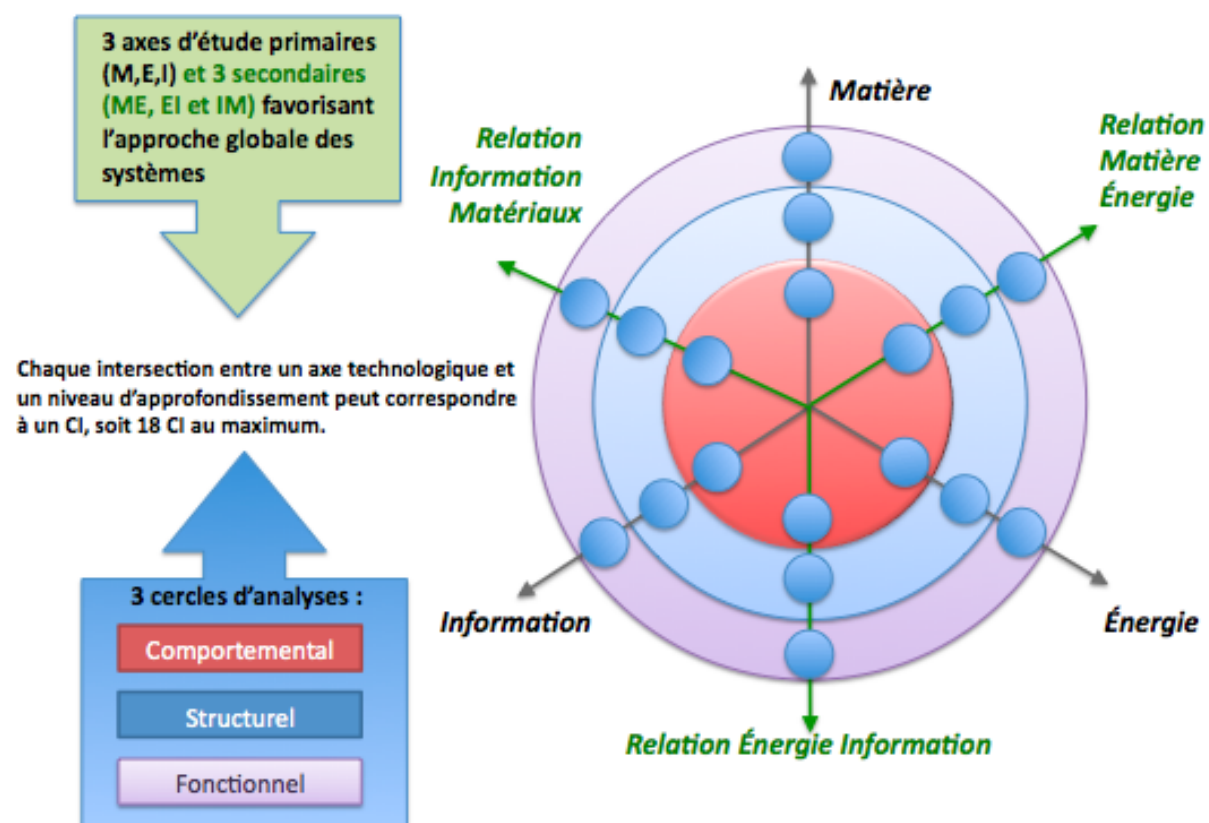 3 axes d’étude primaires
(M,E,I) et 3 secondaires
(ME, EI et IM) favorisant
l’approche globale des
systèmes
Chaque intersection entre un axe technologique et
un niveau d’approfondissement peut correspondre
à un CI, soit 18 CI au maximum.
3 cercles d’analyses :
Comportemental
Structurel
Fonctionnel
Matière
Relation
Matière
Énergie
Relation
Information
Matériaux
Information
Énergie
Relation Énergie Information